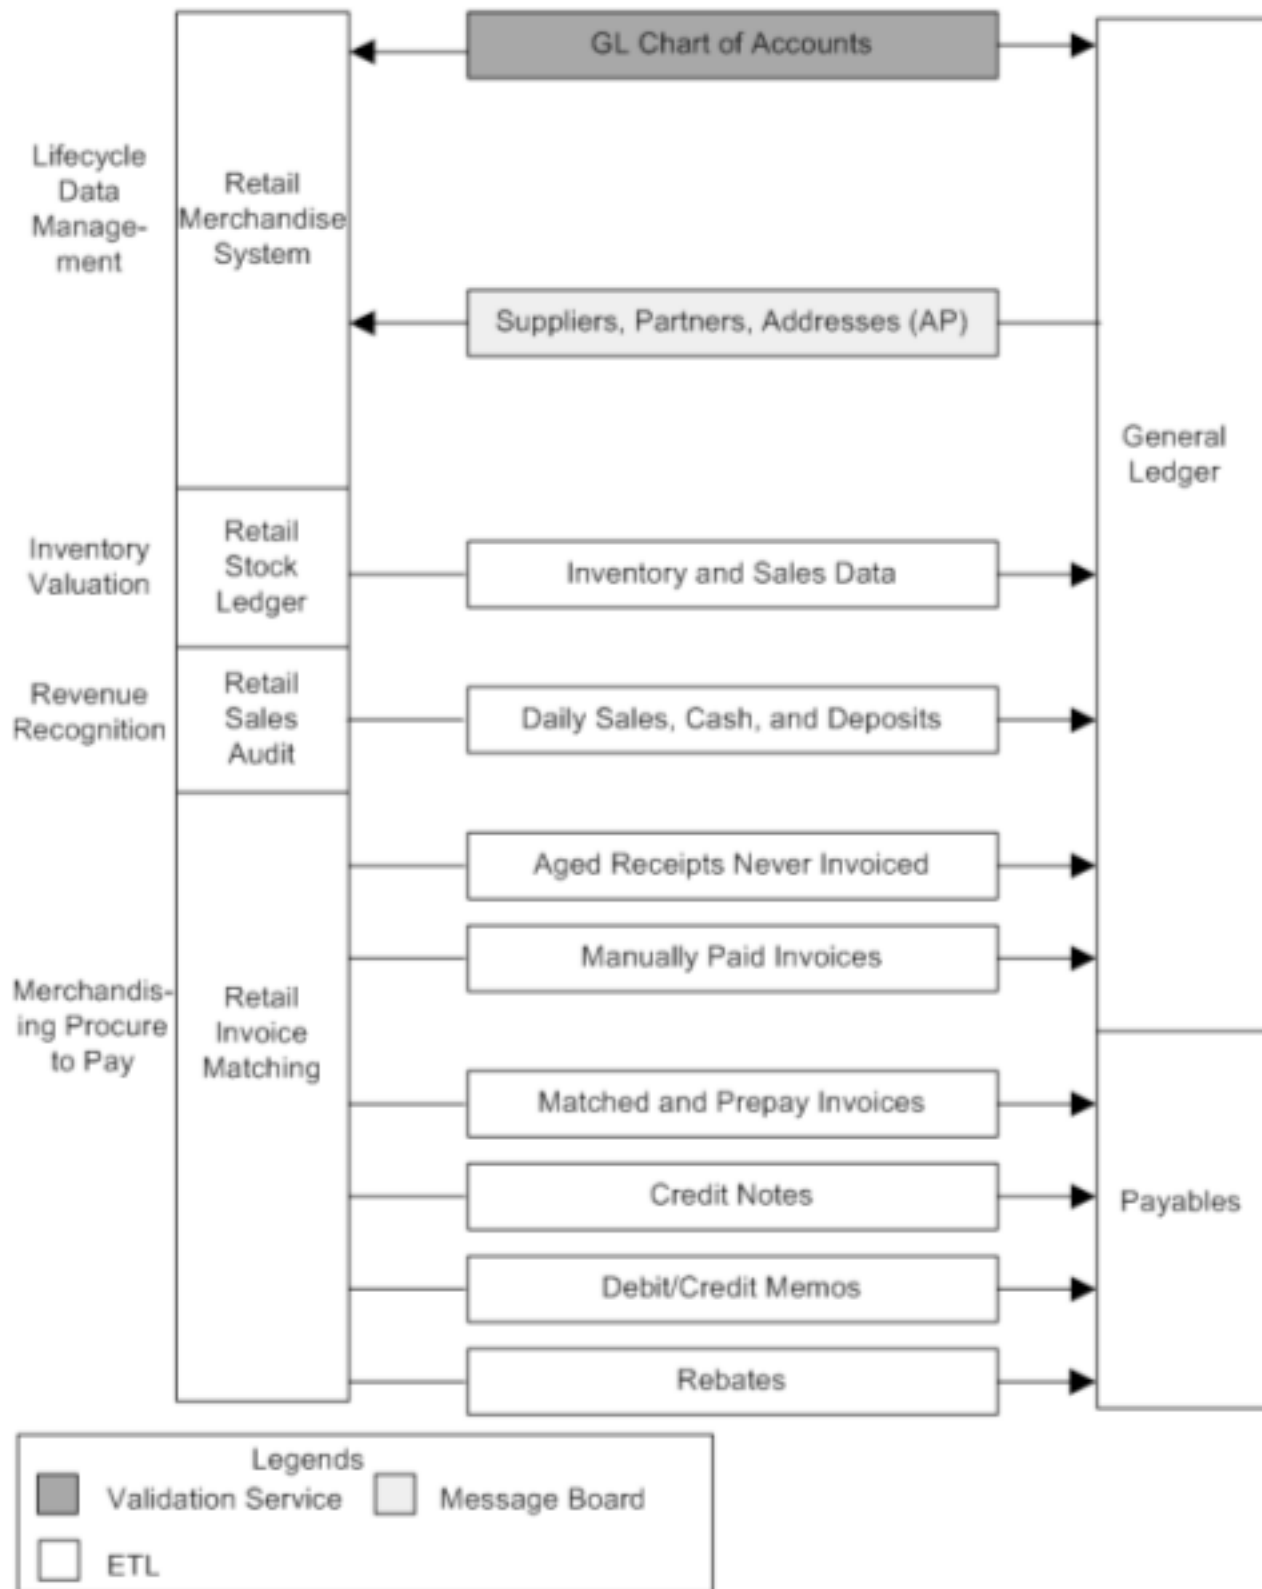 GL Chart of Accounts
Lifecycle
Data
Manage-
ment
Retail
Merchandise
System
Suppliers, Partners, Addresses (AP)
General
Ledger
Inventory
Valuation
Retail
Stock
Ledger
Inventory and Sales Data
Revenue
Recognition
Retail
Sales
Audit
Daily Sales, Cash, and Deposits
Aged Receipts Never Invoiced
Manually Paid Invoices
Merchandis-
ing Procure
to Pay
Retail
Invoice
Matching
Matched and Prepay Invoices
Credit Notes
Payables
Debit/Credit Memos
Rebates
Legends
Validation Service
Message Board
ETL